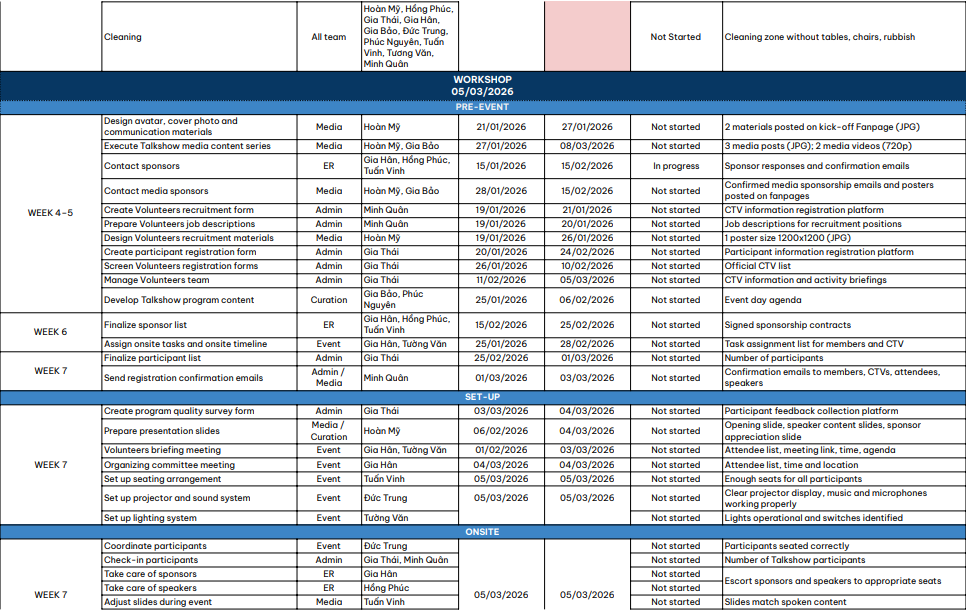 Cleaning
All team
Hoàn Mỹ, Hồng Phúc,
Gia Thái, Gia Hân,
Gia Bảo, Đức Trung,
Phúc Nguyên, Tuấn
Vinh, Tương Văn,
Minh Quân
Not Started
Cleaning zone without tables, chairs, rubbish
WORKSHOP
05/03/2026
PRE-EVENT
WEEK 4-5
Design avatar, cover photo and
communication materials
Media
Hoàn Mỹ
21/01/2026
27/01/2026
Not started
2 materials posted on kick-off Fanpage (JPG)
Execute Talkshow media content series
Media
Hoàn Mỹ, Gia Bảo
27/01/2026
08/03/2026
Not started
3 media posts (JPG); 2 media videos (720p)
Contact sponsors
ER
Gia Hân, Hồng Phúc,
Tuấn Vinh
15/01/2026
15/02/2026
In progress
Sponsor responses and confirmation emails
Contact media sponsors
Media
Hoàn Mỹ, Gia Bảo
28/01/2026
15/02/2026
Not started
Confirmed media sponsorship emails and posters
posted on fanpages
Create Volunteers recruitment form
Admin
Minh Quân
19/01/2026
21/01/2026
Not started
CTV information registration platform
Prepare Volunteers job descriptions
Admin
Minh Quân
19/01/2026
20/01/2026
Not started
Job descriptions for recruitment positions
Design Volunteers recruitment materials
Media
Hoàn Mỹ
19/01/2026
26/01/2026
Not started
1 poster size 1200x1200 (JPG)
Create participant registration form
Admin
Gia Thái
20/01/2026
24/02/2026
Not started
Participant information registration platform
Screen Volunteers registration forms
Admin
Gia Thái
26/01/2026
10/02/2026
Not started
Official CTV list
Manage Volunteers team
Admin
Gia Thái
11/02/2026
05/03/2026
Not started
CTV information and activity briefings
Develop Talkshow program content
Curation
Gia Bảo, Phúc
Nguyên
25/01/2026
06/02/2026
Not started
Event day agenda
WEEK 6
Finalize sponsor list
ER
Gia Hân, Hồng Phúc,
Tuấn Vinh
15/02/2026
25/02/2026
Not started
Signed sponsorship contracts
Assign onsite tasks and onsite timeline
Event
Gia Hân, Tường Văn
25/01/2026
28/02/2026
Not started
Task assignment list for members and CTV
WEEK 7
Finalize participant list
Admin
Gia Thái
25/02/2026
01/03/2026
Not started
Number of participants
Send registration confirmation emails
Admin /
Media
Minh Quân
01/03/2026
03/03/2026
Not started
Confirmation emails to members, CTVs, attendees,
speakers
SET-UP
WEEK 7
Create program quality survey form
Admin
Gia Thái
03/03/2026
04/03/2026
Not started
Participant feedback collection platform
Prepare presentation slides
Media /
Curation
Hoàn Mỹ
06/02/2026
04/03/2026
Not started
Opening slide, speaker content slides, sponsor
appreciation slide
Volunteers briefing meeting
Event
Gia Hân, Tường Văn
01/02/2026
03/03/2026
Not started
Attendee list, meeting link, time, agenda
Organizing committee meeting
Event
Gia Hân
04/03/2026
04/03/2026
Not started
Attendee list, time and location
Set up seating arrangement
Event
Tuấn Vinh
05/03/2026
05/03/2026
Not started
Enough seats for all participants
Set up projector and sound system
Event
Đức Trung
05/03/2026
05/03/2026
Not started
Clear projector display, music and microphones
working properly
Set up lighting system
Event
Tường Văn
Not started
Lights operational and switches identified
ONSITE
WEEK 7
Coordinate participants
Event
Đức Trung
05/03/2026
05/03/2026
Not started
Participants seated correctly
Check-in participants
Admin
Gia Thái, Minh Quân
Not started
Number of Talkshow participants
Take care of sponsors
ER
Gia Hân
Not started
Escort sponsors and speakers to appropriate seats
Take care of speakers
ER
Hồng Phúc
Not started
Adjust slides during event
Media
Tuấn Vinh
Not started
Slides match spoken content